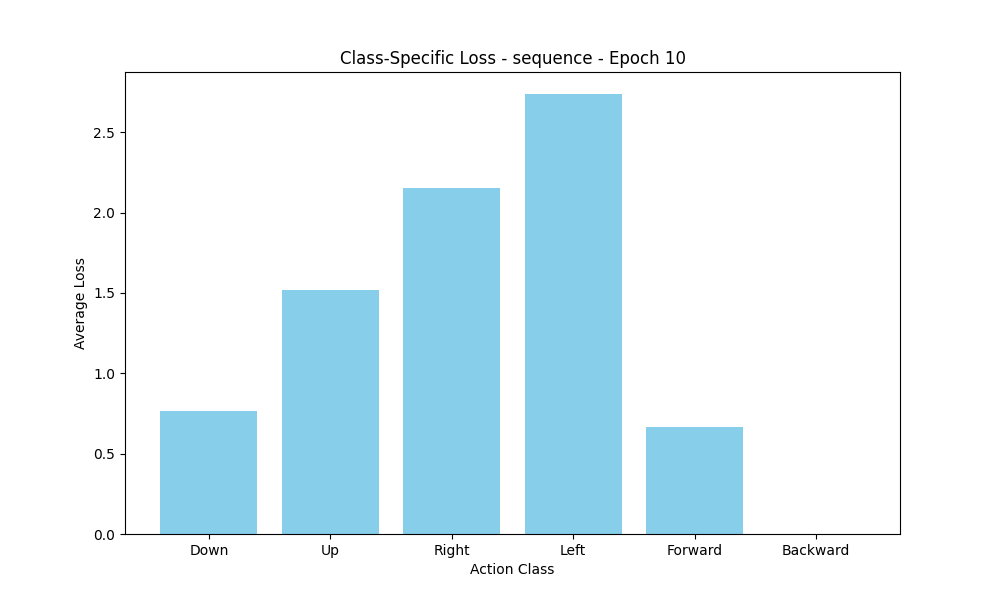 Class-Specific Loss - sequence - Epoch 10
Average Loss
2.5
2.0
1.5
1.0
0.5
0.0
Down Up Right Left Forward Backward
Action Class